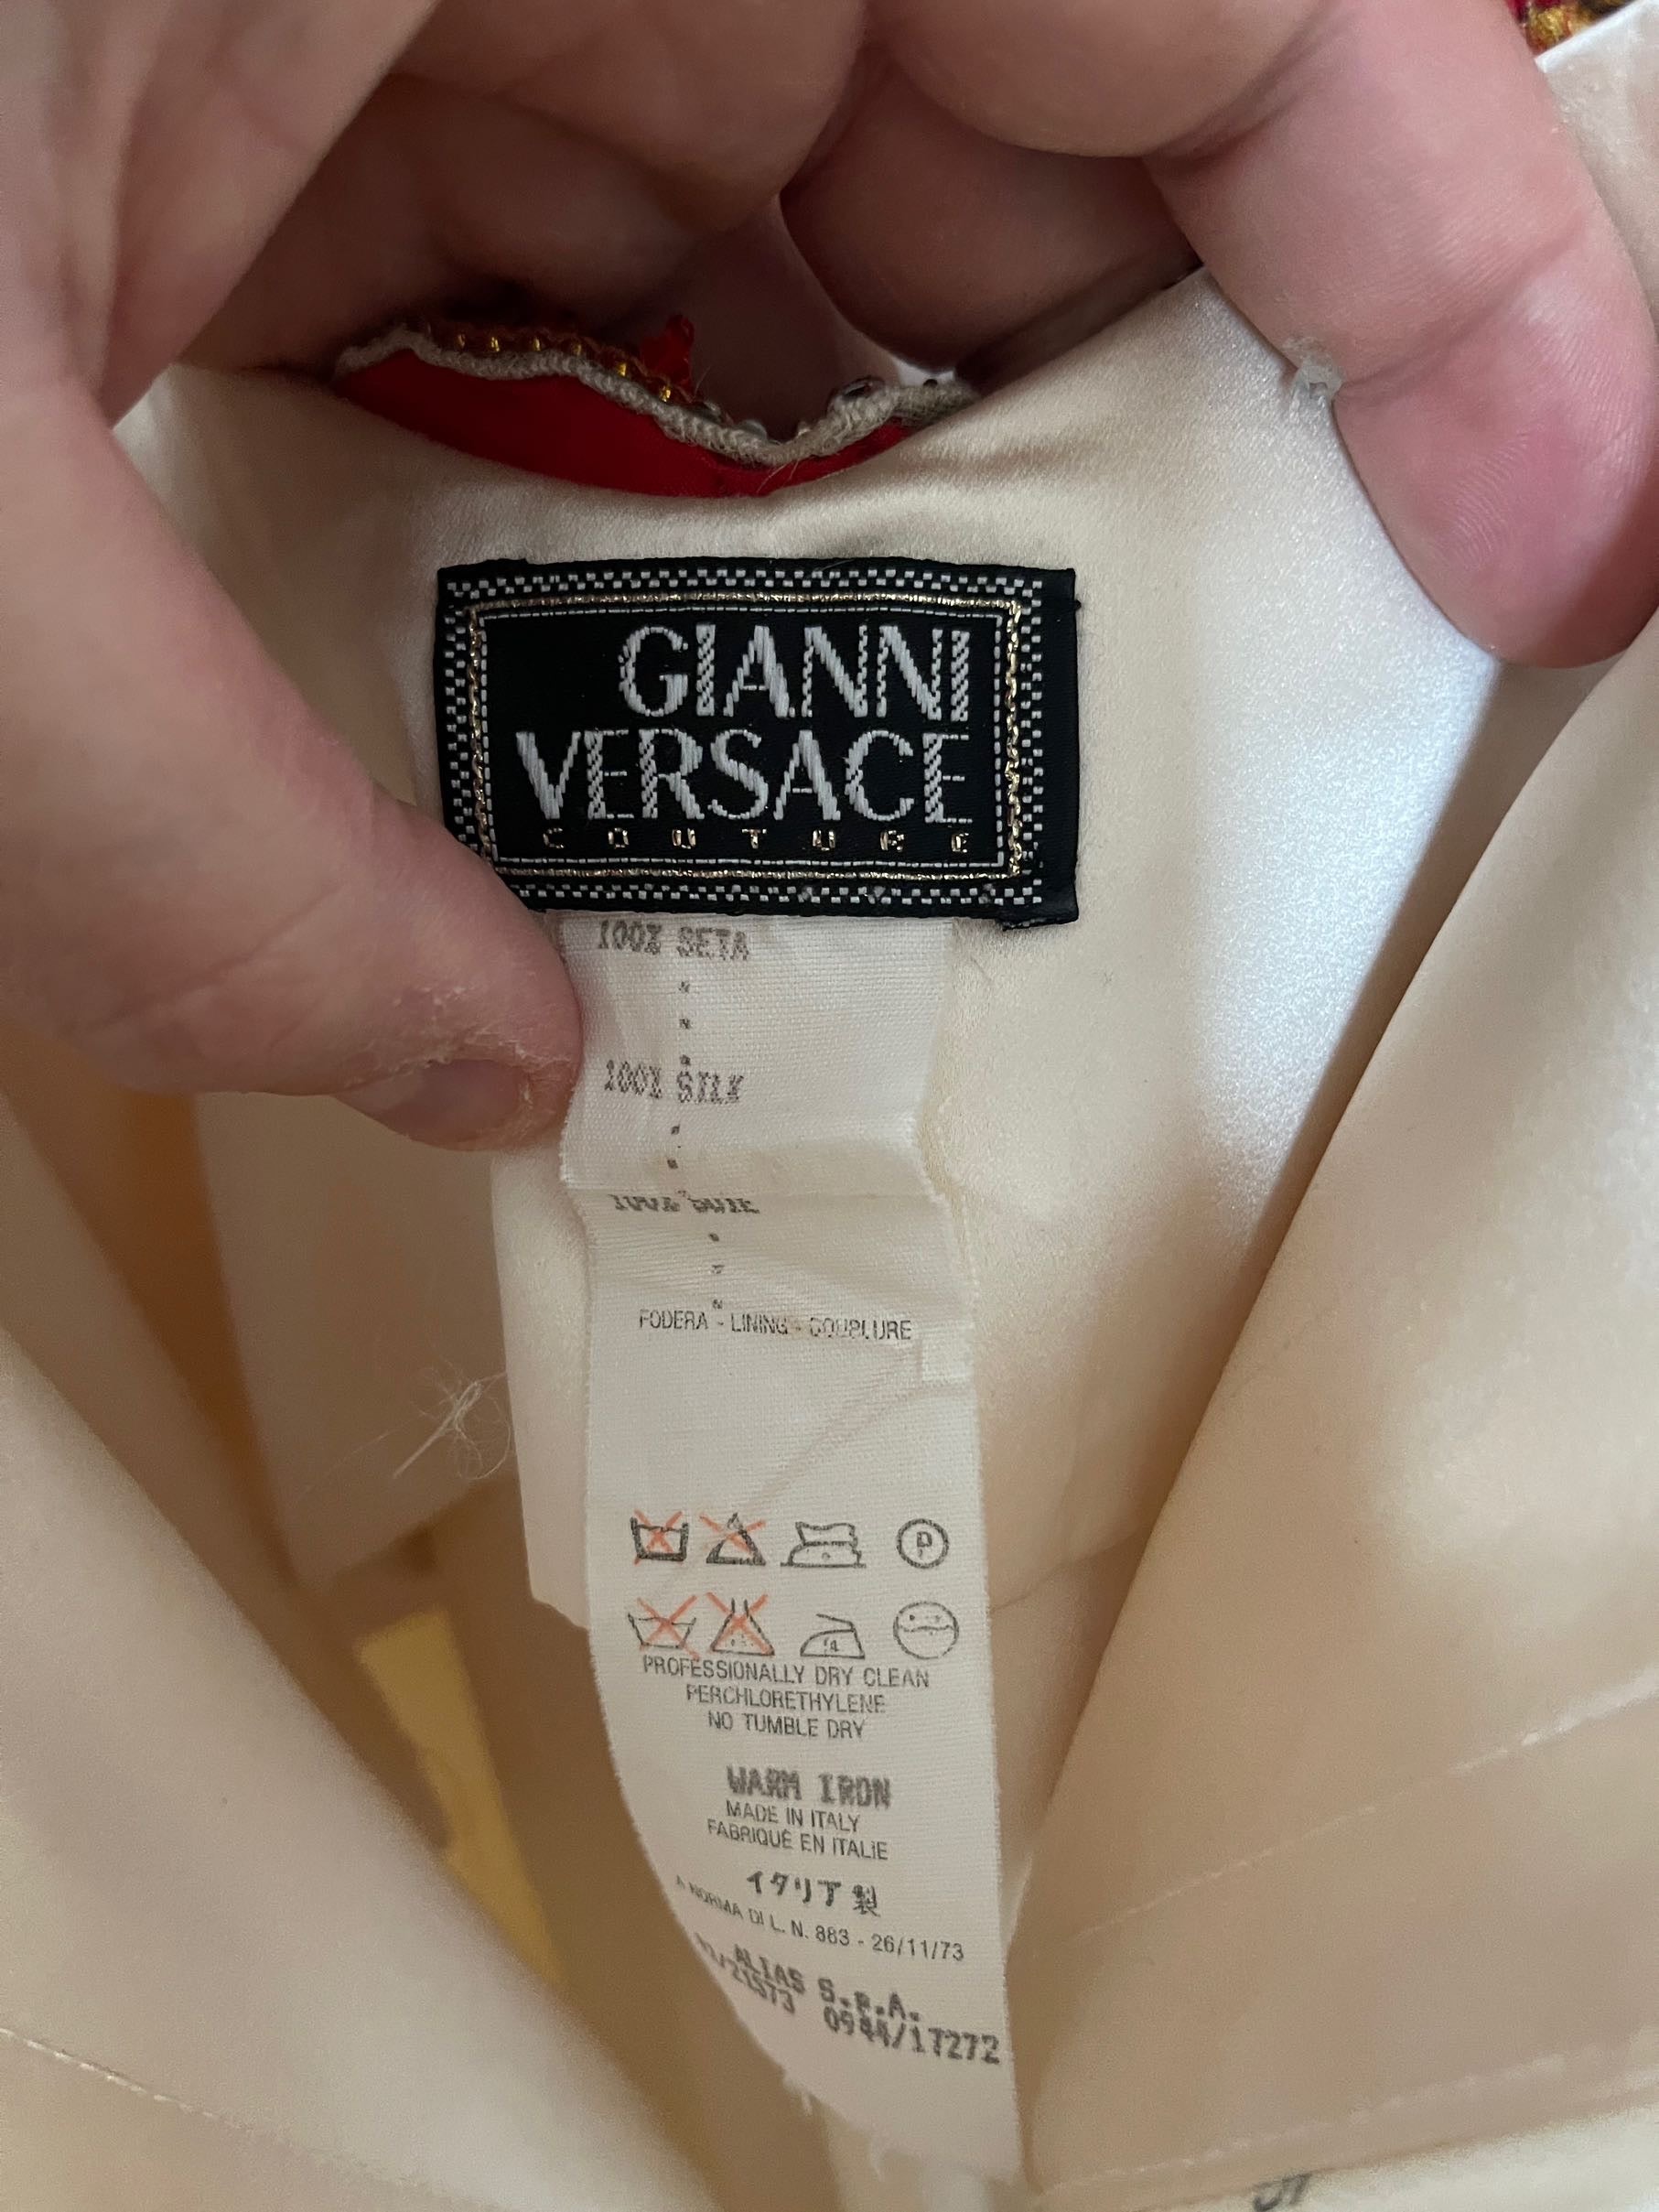 GIANNI
VERSACE
COUTURE
100% SETA
100% SILK
FODERA - LINING - DOUBLURE
P
PROFESSIONALLY DRY CLEAN
PERCHLORETHYLENE
NO TUMBLE DRY
WARM IRON
MADE IN ITALY
FABRIQUÉ EN ITALIE
イタリア製
A NORMA DI L. N. 883 - 26/11/73
ALIAS S.p.A.
0944/17272